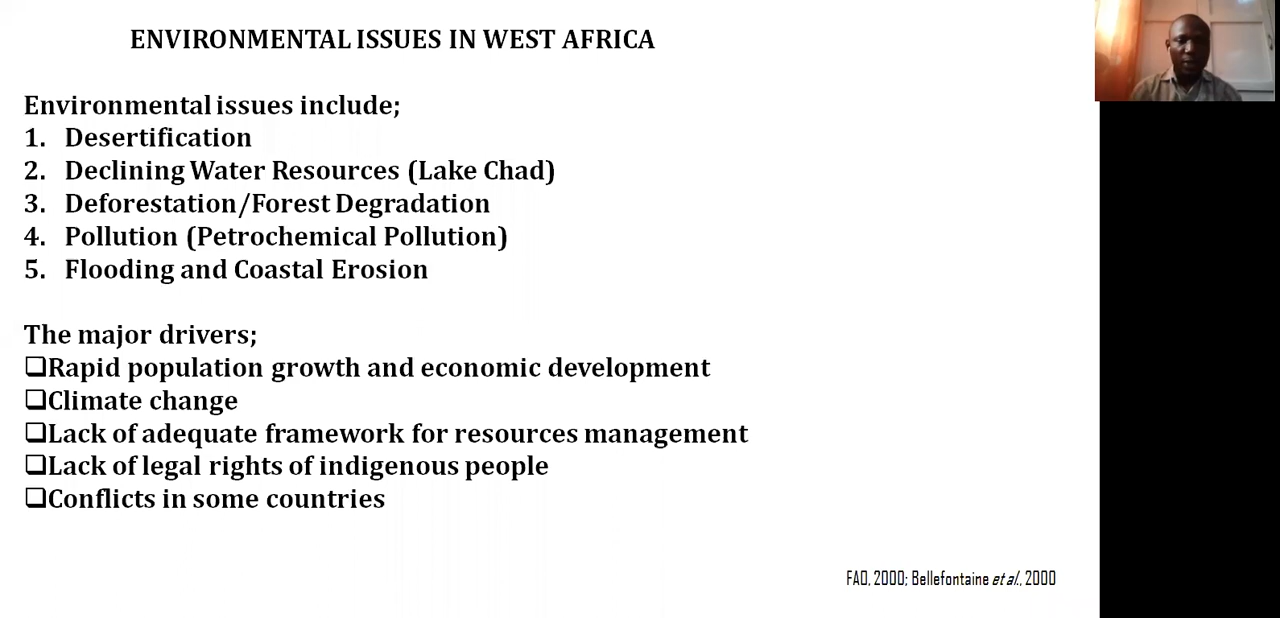 ENVIRONMENTAL ISSUES IN WEST AFRICA
Environmental issues include;
1. Desertification
2. Declining Water Resources (Lake Chad)
3. Deforestation/Forest Degradation
4. Pollution (Petrochemical Pollution)
5. Flooding and Coastal Erosion
The major drivers;
❑Rapid population growth and economic development
❑Climate change
❑Lack of adequate framework for resources management
❑Lack of legal rights of indigenous people
❑Conflicts in some countries
FAO, 2000; Bellefontaine et al., 2000